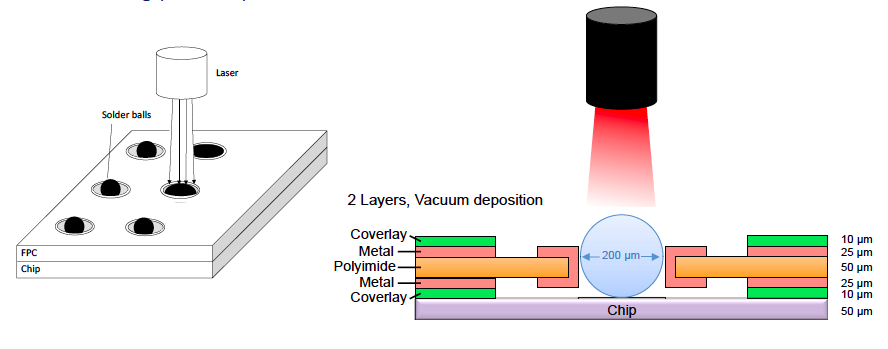 Laser
Solder balls
FPC
Chip
2 Layers, Vacuum deposition
Coverlay
Metal
Polyimide
Metal
Coverlay
200 µm
Chip
10 µm
25 µm
50 µm
25 µm
10 µm
50 µm